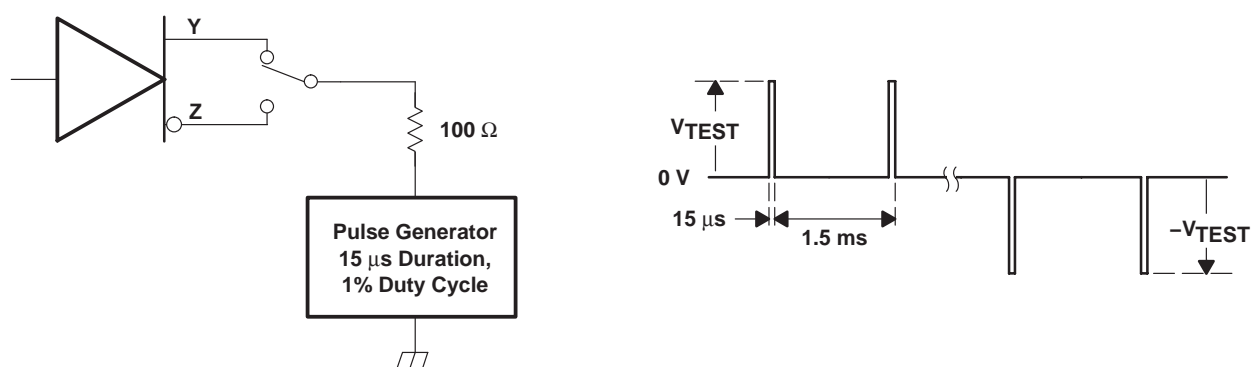 Y
Z
100 Ω
Pulse Generator
15 μs Duration,
1% Duty Cycle
VTEST
0 V
15 μs
1.5 ms
–VTEST